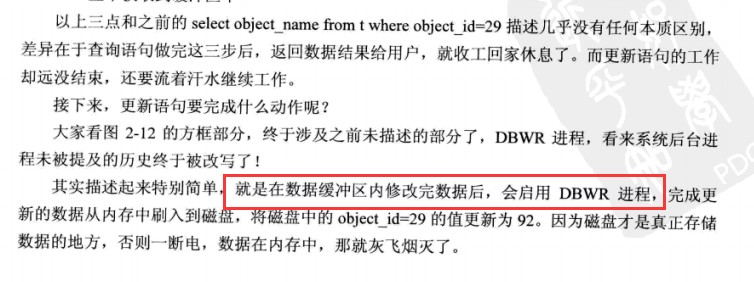 以上三点和之前的 select object_name from t where object_id=29 描述几乎没有任何本质区别,
差异在于查询语句做完这三步后，返回数据结果给用户，就收工回家休息了。而更新语句的工作
却远没结束，还要流着汗水继续工作。
接下来，更新语句要完成什么动作呢？
大家看图 2-12 的方框部分，终于涉及之前未描述的部分了，DBWR 进程，看来系统后台进
程未被提及的历史终于被改写了！
其实描述起来特别简单，就是在数据缓冲区内修改完数据后，会启用 DBWR 进程，完成更
新的数据从内存中刷入到磁盘，将磁盘中的 object_id=29 的值更新为 92。因为磁盘才是真正存储
数据的地方，否则一断电，数据在内存中，那就灰飞烟灭了。
PDG